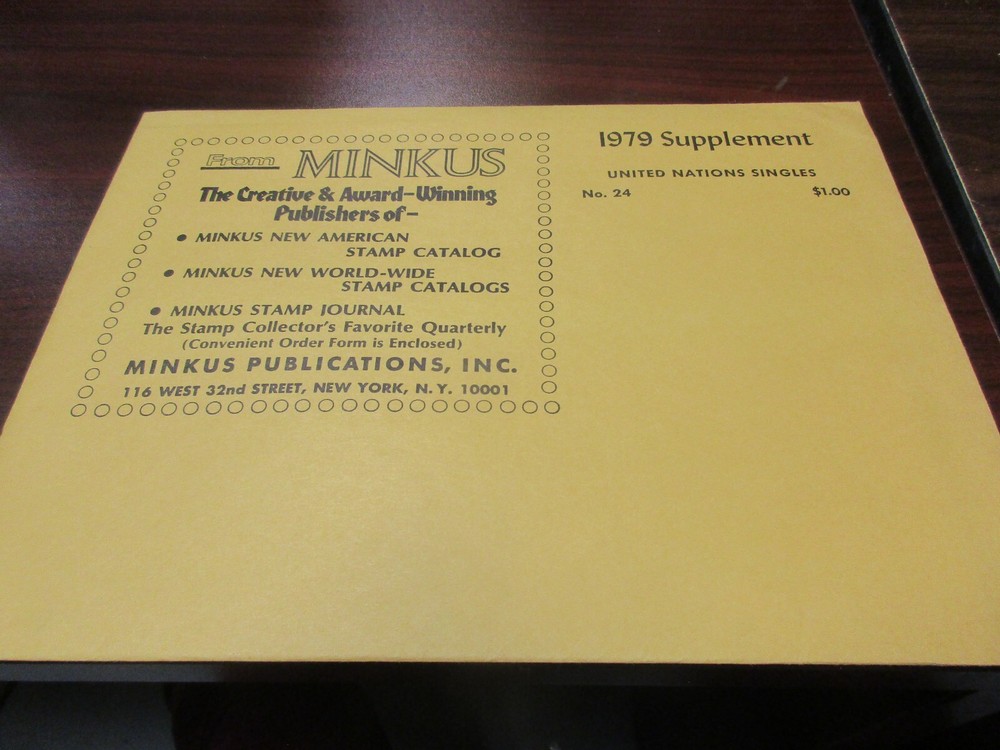 From MINKUS
The Creative & Award-Winning
Publishers of-
• MINKUS NEW AMERICAN
STAMP CATALOG
• MINKUS NEW WORLD-WIDE
STAMP CATALOGS
• MINKUS STAMP JOURNAL
The Stamp Collector's Favorite Quarterly
(Convenient Order Form is Enclosed)
MINKUS PUBLICATIONS, INC.
116 WEST 32nd STREET, NEW YORK, N.Y. 10001
1979 Supplement
UNITED NATIONS SINGLES
No. 24 $1.00